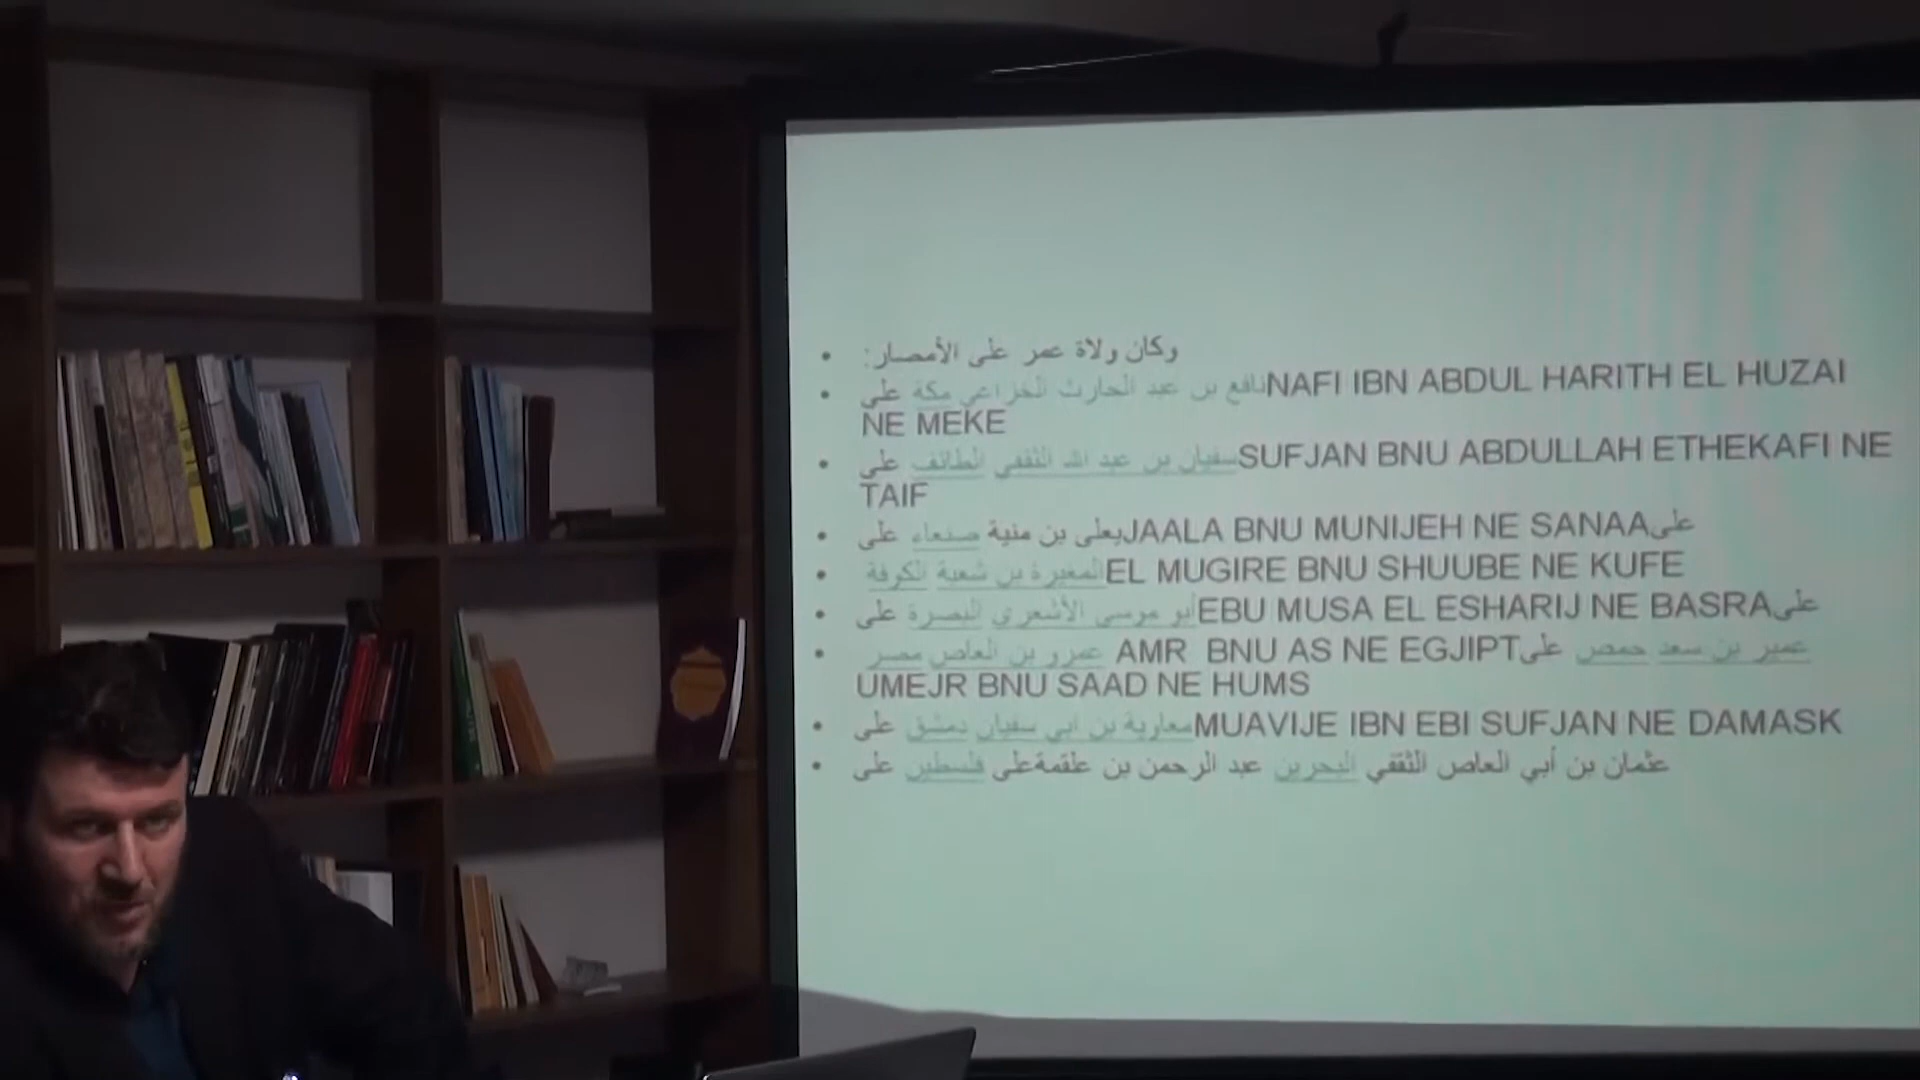 وكان ولاة عمر على الأمصار:
نافع بن عبد الحارث الخزاعي مكة على NAFI IBN ABDUL HARITH EL HUZAI
NE MEKE
سفيان بن عبد الله الثقفي الطائف على SUFJAN BNU ABDULLAH ETHEKAFI NE
TAIF
يعلى بن منية صنعاء على JAALA BNU MUNIJEH NE SANAA على
المغيرة بن شعبة الكوفة EL MUGIRE BNU SHUUBE NE KUFE
أبو موسى الأشعري البصرة على EBU MUSA EL ESHARIJ NE BASRA على
عمرو بن العاص مصر AMR BNU AS NE EGJIPT على عمير بن سعد حمص
UMEJR BNU SAAD NE HUMS
معاوية بن أبي سفيان دمشق على MUAVIJE IBN EBI SUFJAN NE DAMASK
عثمان بن أبي العاص الثقفي البحرين عبد الرحمن بن علقمة على فلسطين على